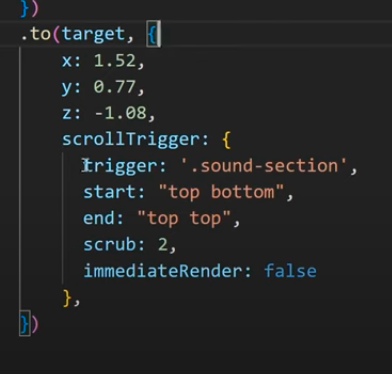 })
.to(target, {
x: 1.52,
y: 0.77,
z: -1.08,
scrollTrigger: {
trigger: '.sound-section',
start: "top bottom",
end: "top top",
scrub: 2,
immediateRender: false
},
})